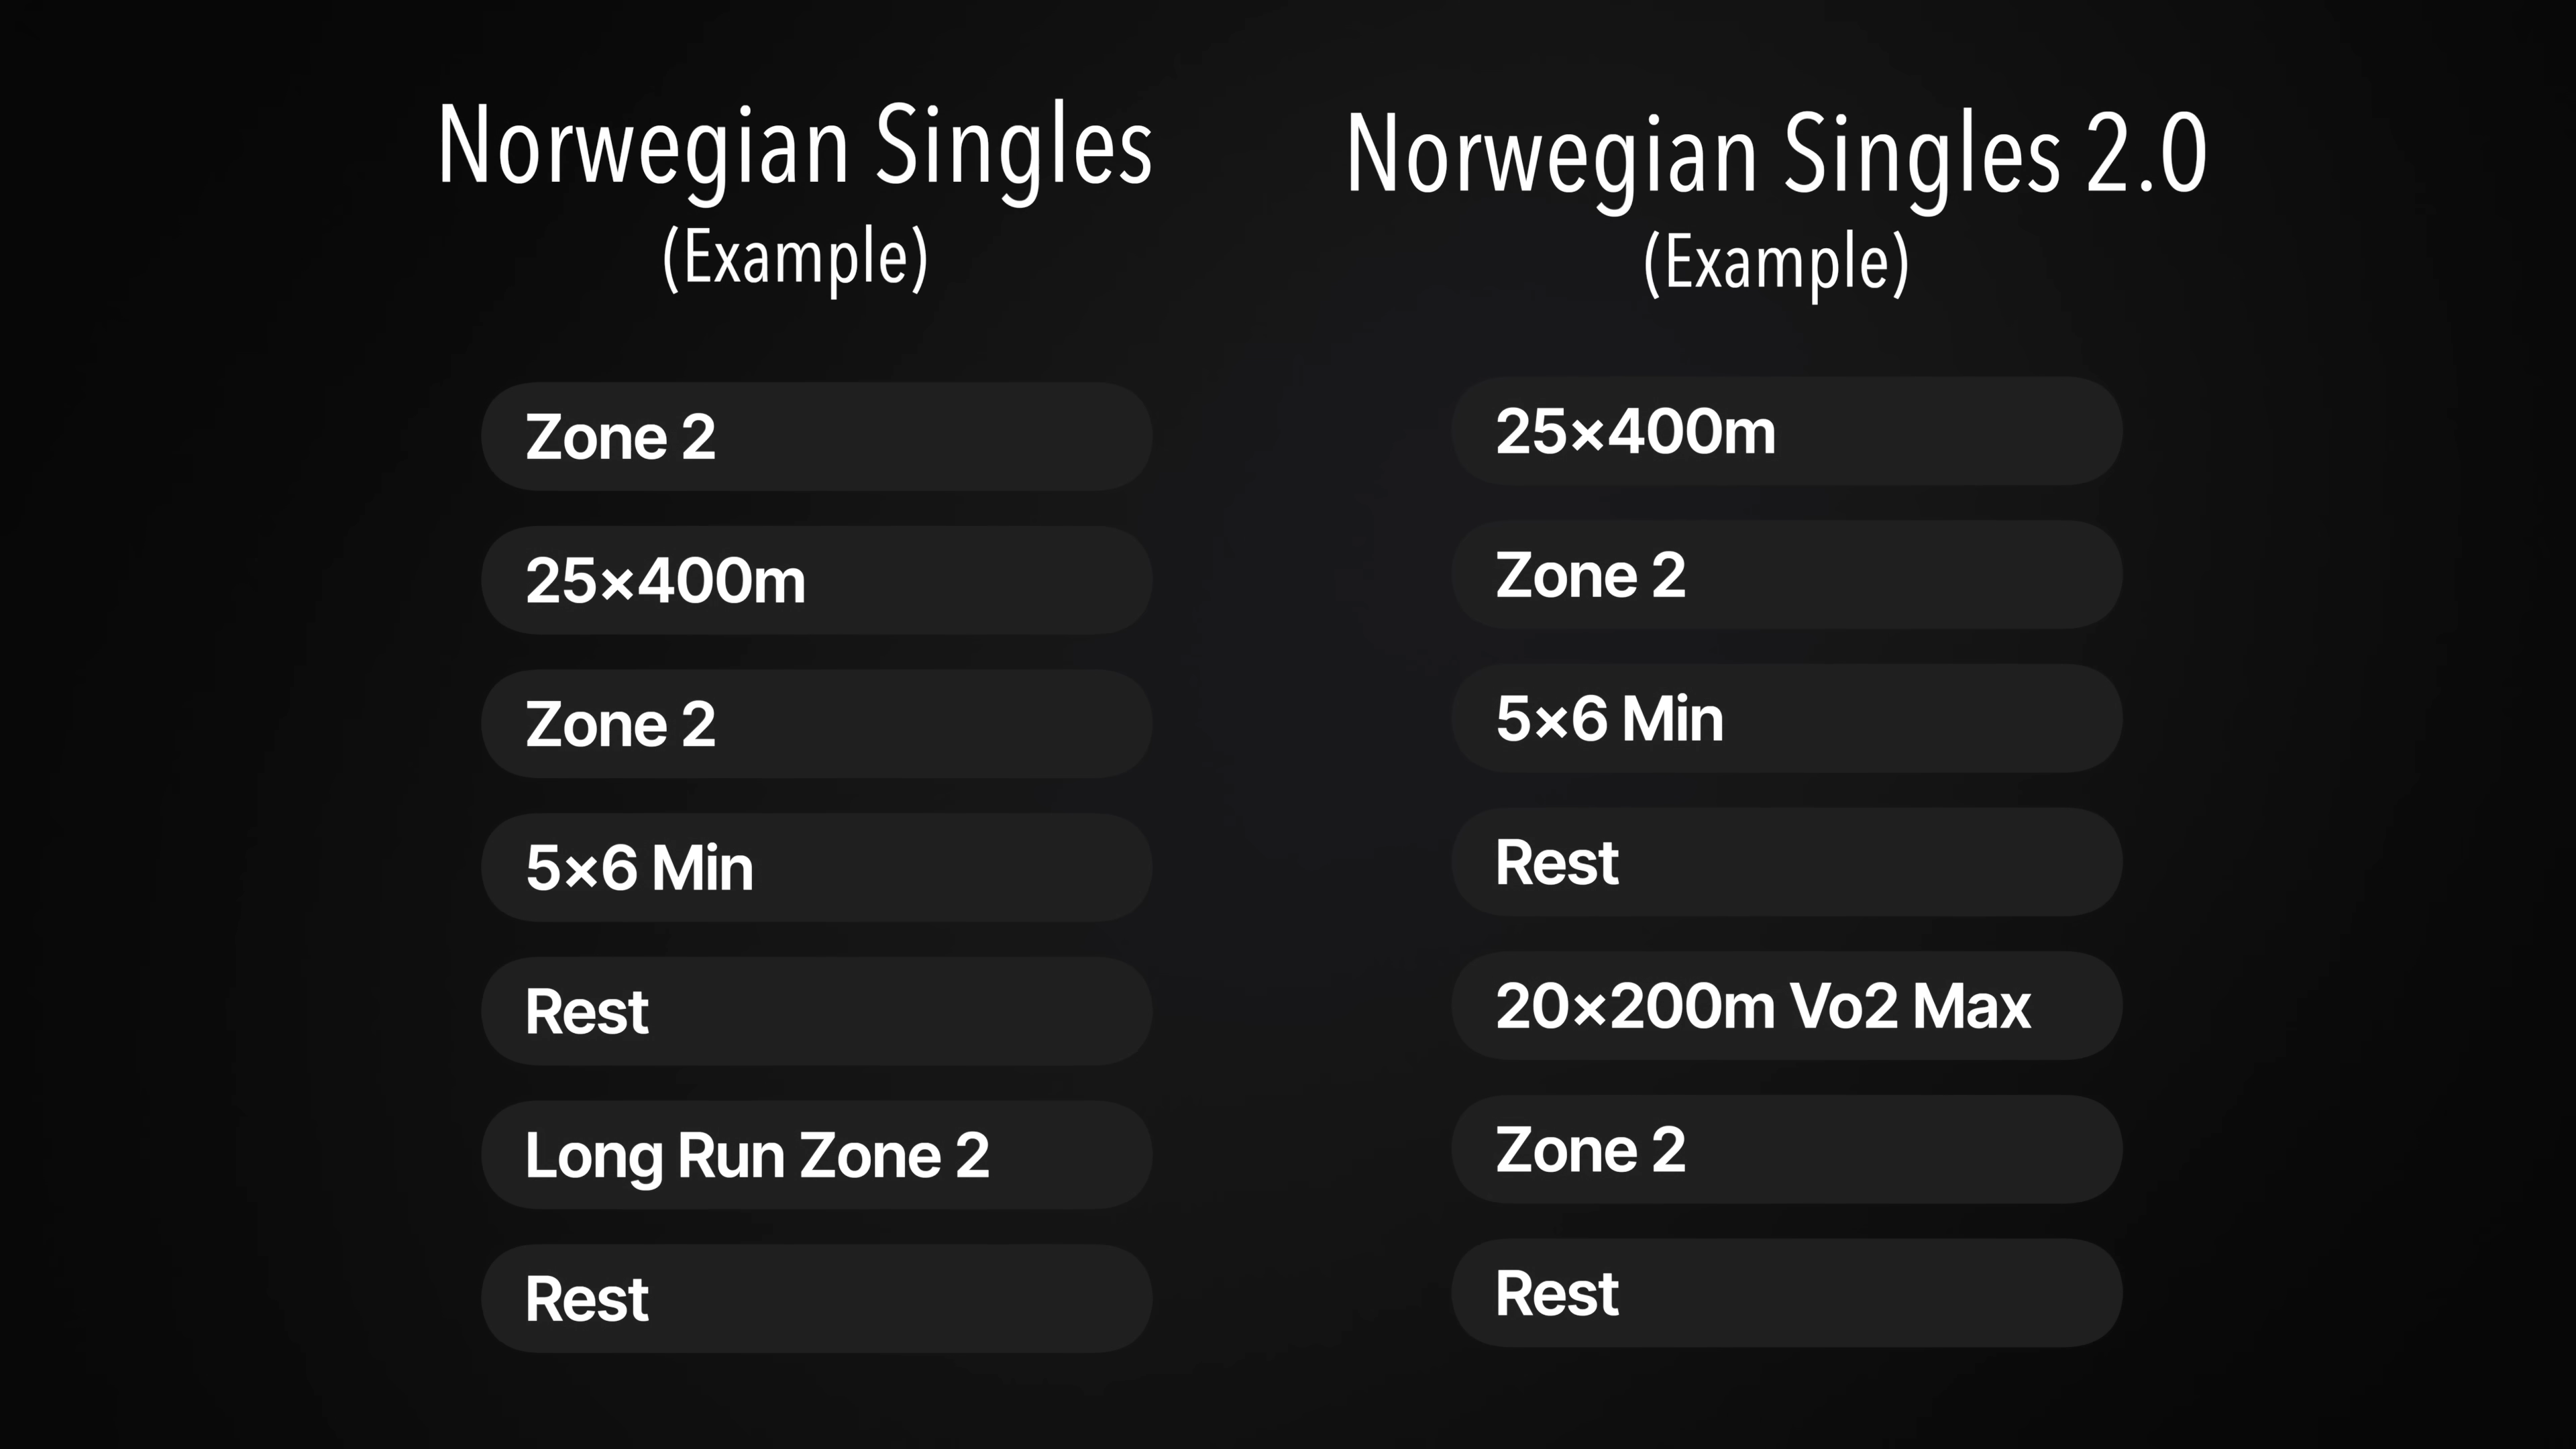 Norwegian Singles
(Example)
Zone 2
25×400m
Zone 2
5×6 Min
Rest
Long Run Zone 2
Rest
Norwegian Singles 2.0
(Example)
25×400m
Zone 2
5×6 Min
Rest
20×200m Vo2 Max
Zone 2
Rest